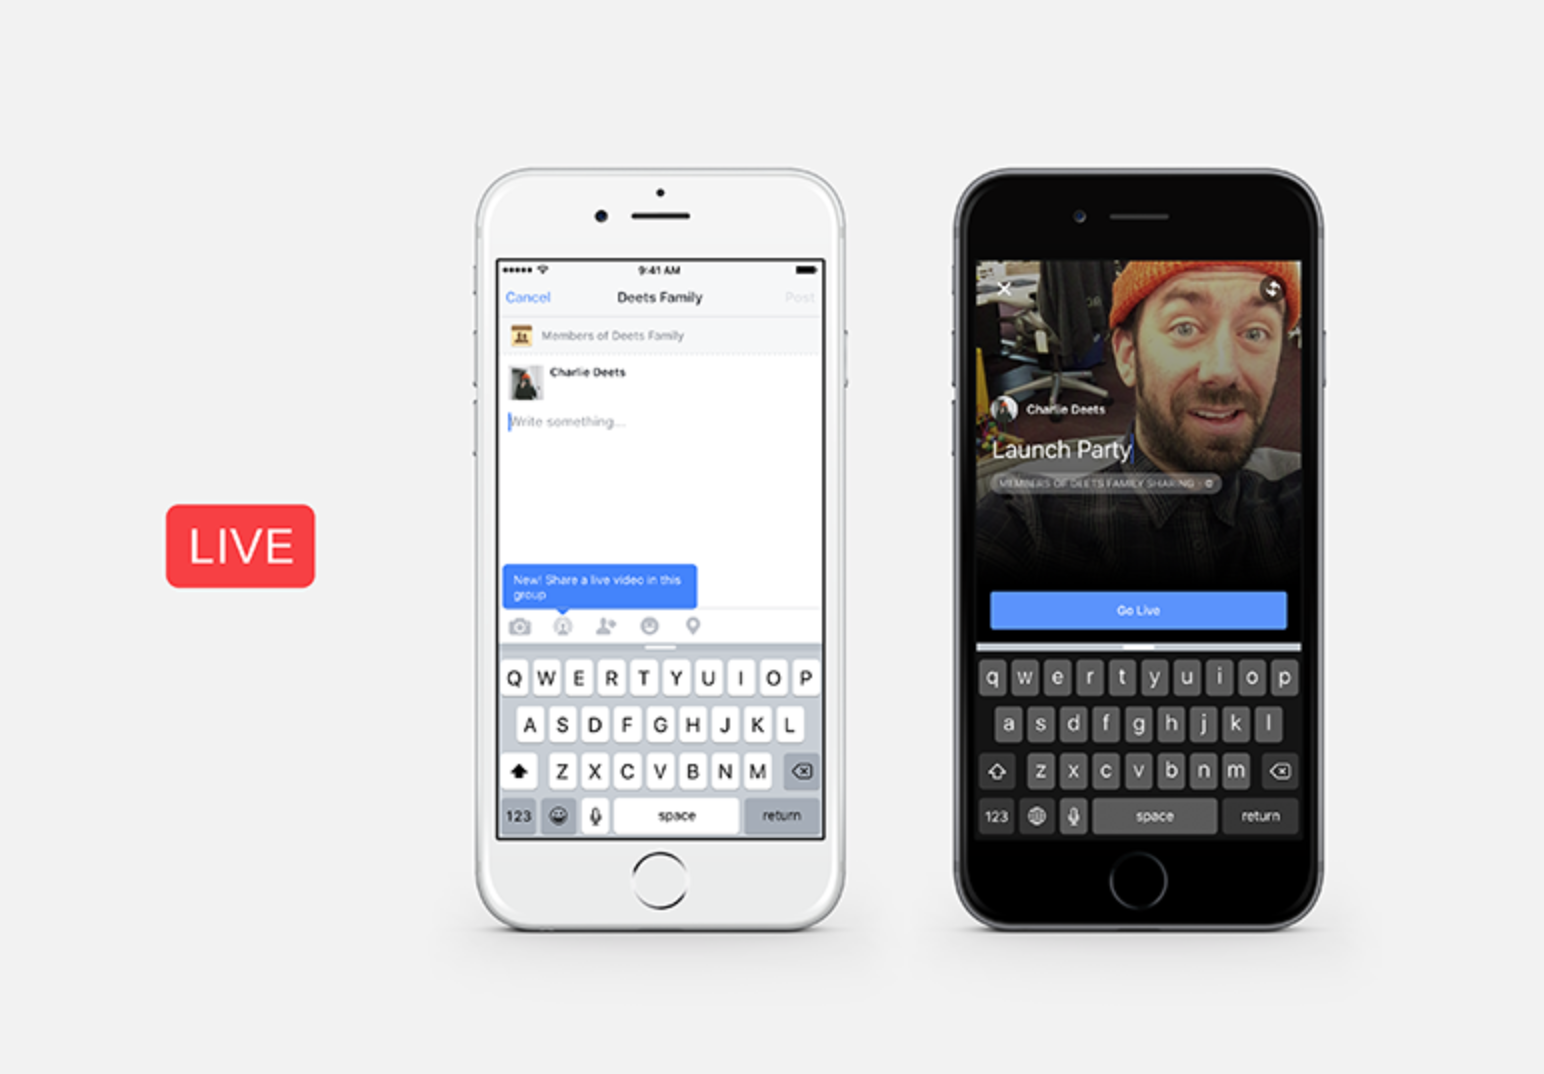 LIVE
9:41 AM
Cancel
Deets Family
Post
Members of Deets Family
Charlie Deets
Write something...
New! Share a live video in this
group
Q W E R T Y U I O P
A S D F G H J K L
Z X C V B N M
123
space
return
Charlie Deets
Launch Party
MEMBERS OF DEETS FAMILY SHARING
Go Live
q w e r t y u i o p
a s d f g h j k l
z x c v b n m
123
space
return